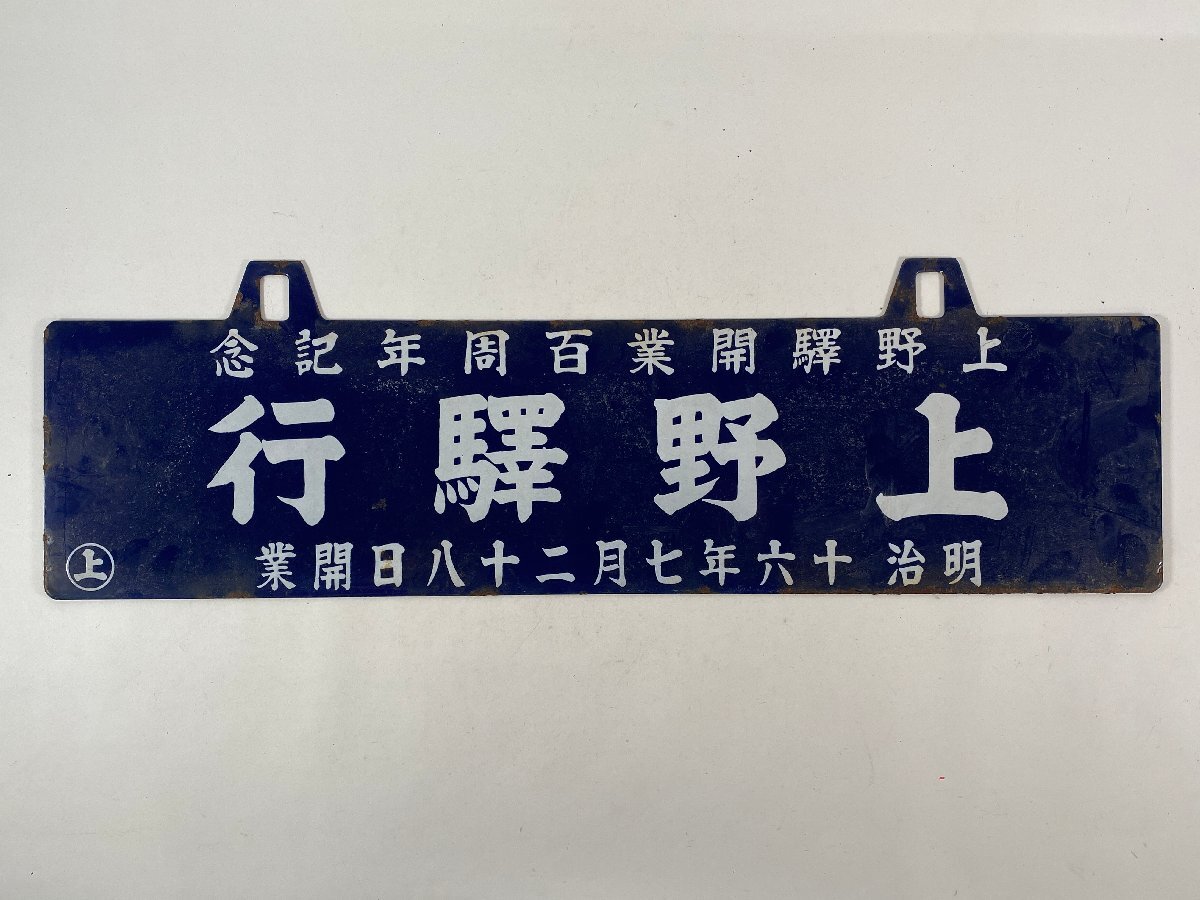 上野驛開業百周年記念
上野驛行
明治十六年七月二十八日開業
上